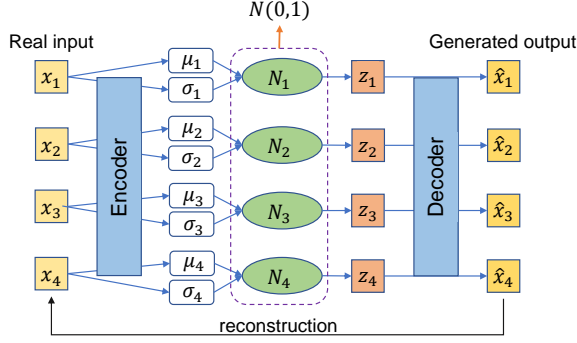 N(0,1)
Real input
Generated output
x₁
μ₁
σ₁
N₁
z₁
x̂₁
x₂
μ₂
σ₂
N₂
z₂
x̂₂
x₃
μ₃
σ₃
N₃
z₃
x̂₃
x₄
μ₄
σ₄
N₄
z₄
x̂₄
Encoder
Decoder
reconstruction